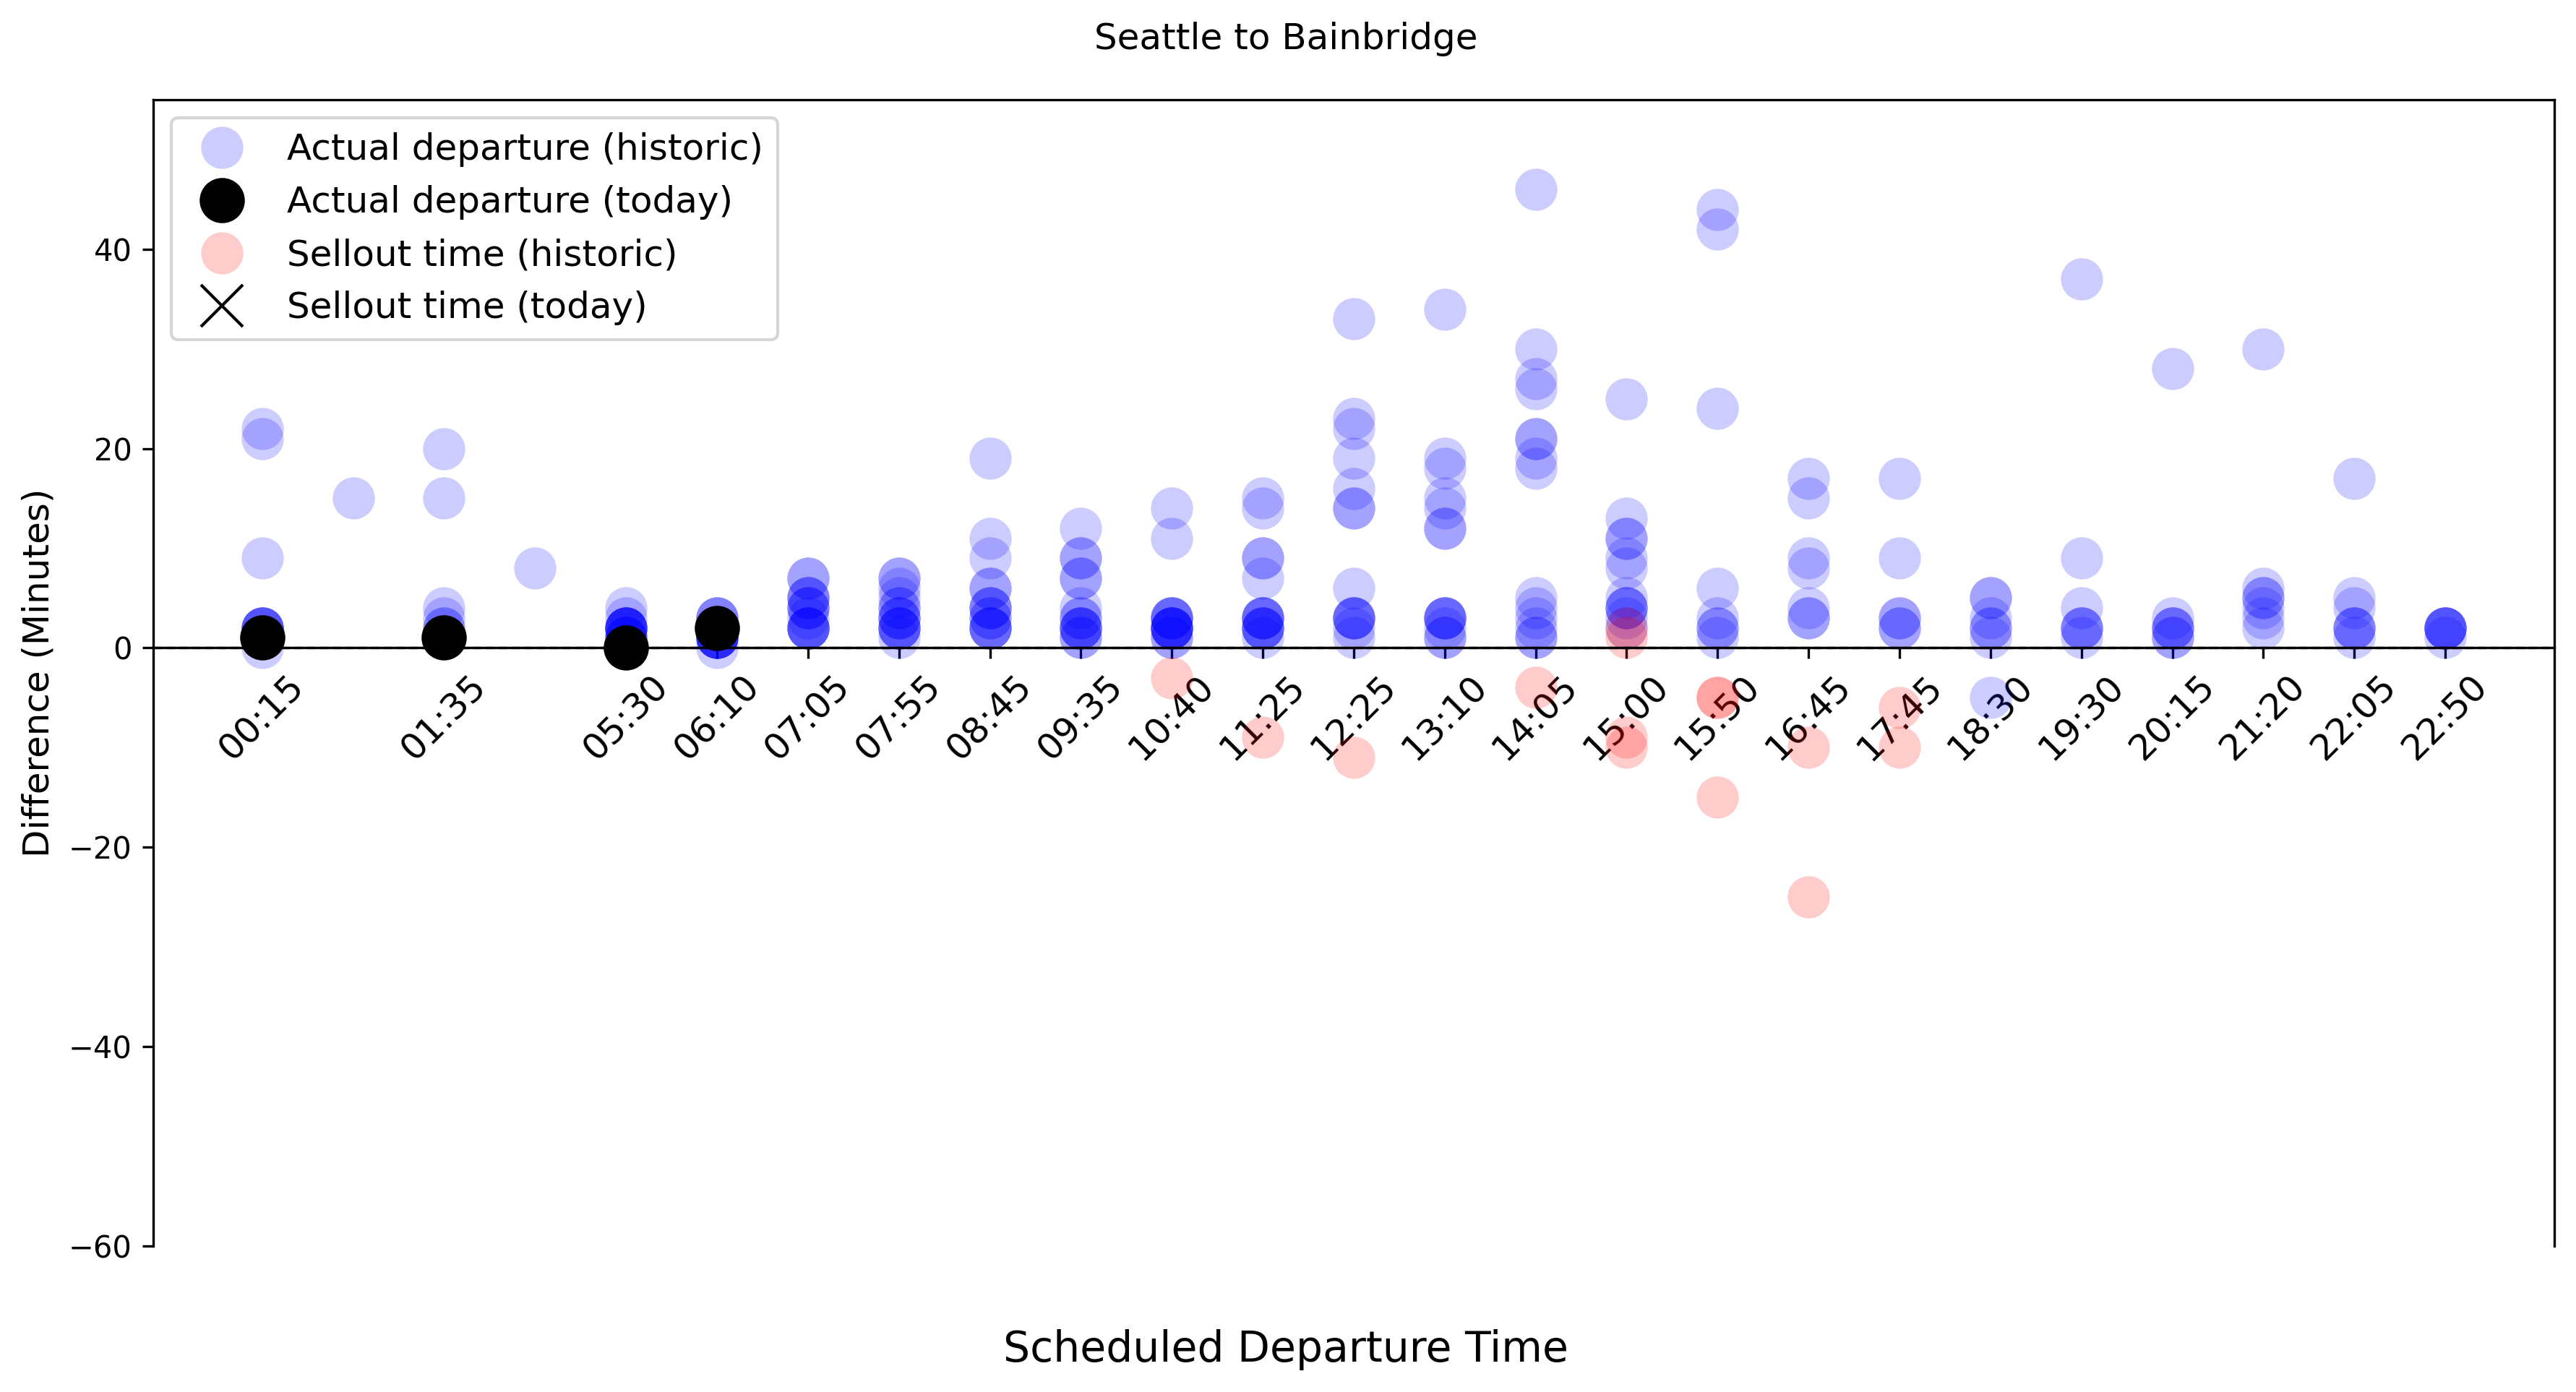 Seattle to Bainbridge
Actual departure (historic)
Actual departure (today)
Sellout time (historic)
Sellout time (today)
Difference (Minutes)
40
20
0
−20
−40
−60
00:15 01:35 05:30 06:10 07:05 07:55 08:45 09:35 10:40 11:25 12:25 13:10 14:05 15:00 15:50 16:45 17:45 18:30 19:30 20:15 21:20 22:05 22:50
Scheduled Departure Time